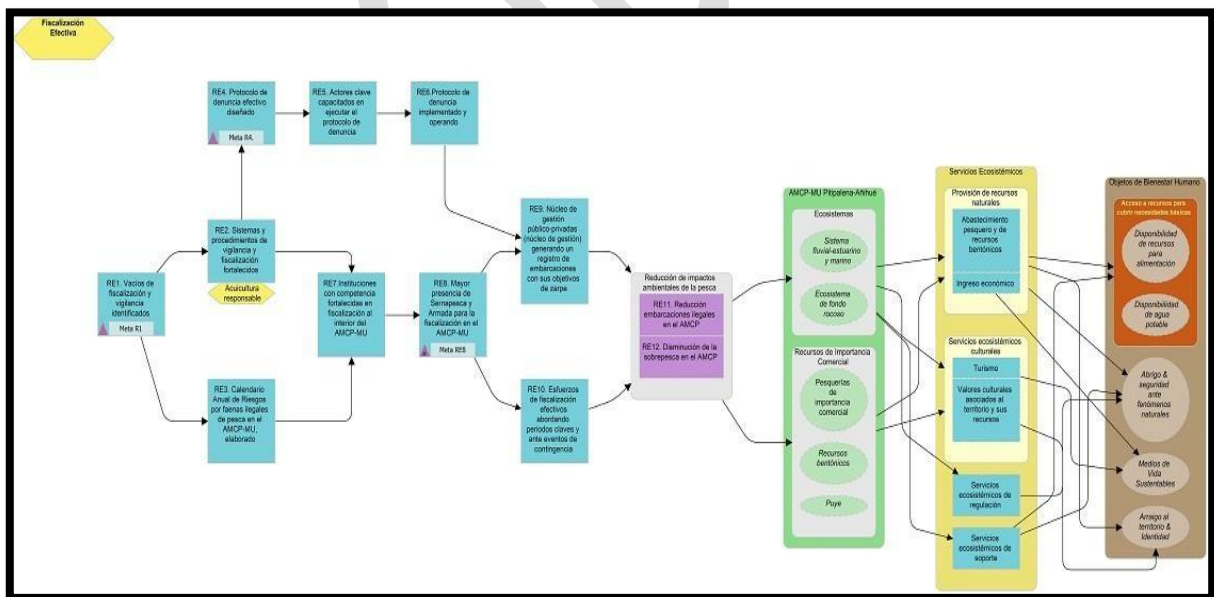 Fiscalización
Efectiva
RE4. Protocolo de
denuncia efectivo
diseñado
Meta R4.
RE5. Actores clave
capacitados en
ejecutar el
protocolo de
denuncia
RE6.Protocolo de
denuncia
implementado y
operando
RE2. Sistemas y
procedimientos de
vigilancia y
fiscalización
fortalecidos
Acuicultura
responsable
RE1. Vacíos de
fiscalización y
vigilancia
identificados
Meta R1
RE3. Calendario
Anual de Riesgos
por faenas ilegales
de pesca en el
AMCP-MU,
elaborado
RE7.Instituciones
con competencia
fortalecidas en
fiscalización al
interior del
AMCP-MU
RE8. Mayor
presencia de
Sernapesca y
Armada para la
fiscalización en el
AMCP-MU
Meta RE8
RE9. Núcleo de
gestión
público-privadas
(núcleo de gestión)
generando un
registro de
embarcaciones
con sus objetivos
de zarpe
RE10. Esfuerzos
de fiscalización
efectivos
abordando
periodos claves y
ante eventos de
contingencia
Reducción de impactos
ambientales de la pesca
RE11. Reducción
embarcaciones ilegales
en el AMCP
RE12. Disminución de la
sobrepesca en el AMCP
AMCP-MU Pitipalena-Añihué
Ecosistemas
Sistema
fluvial-estuarino
y marino
Ecosistema
de fondo
rocoso
Recursos de Importancia
Comercial
Pesquerías
de
importancia
comercial
Recursos
bentónicos
Puye
Servicios Ecosistémicos
Provisión de recursos
naturales
Abastecimiento
pesquero y de
recursos
bentónicos
Ingreso económico
Servicios ecosistémicos
culturales
Turismo
Valores culturales
asociados al
territorio y sus
recursos
Servicios
ecosistémicos de
regulación
Servicios
ecosistémicos de
soporte
Objetos de Bienestar Humano
Acceso a recursos para
cubrir necesidades básicas
Disponibilidad
de recursos
para
alimentación
Disponibilidad
de agua
potable
Abrigo &
seguridad
ante
fenómenos
naturales
Medios de
Vida
Sustentables
Arraigo al
territorio &
Identidad